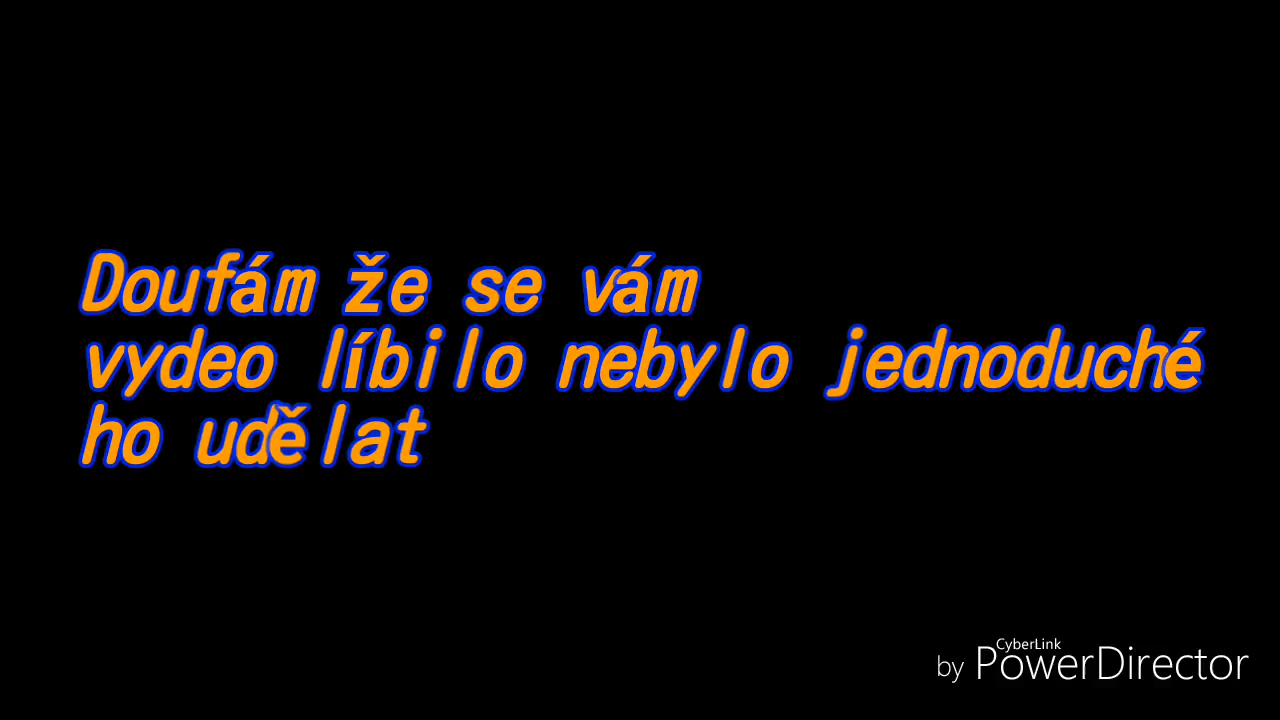 Doufám že se vám
vydeo líbilo nebylo jednoduché
ho udělat
by CyberLink PowerDirector